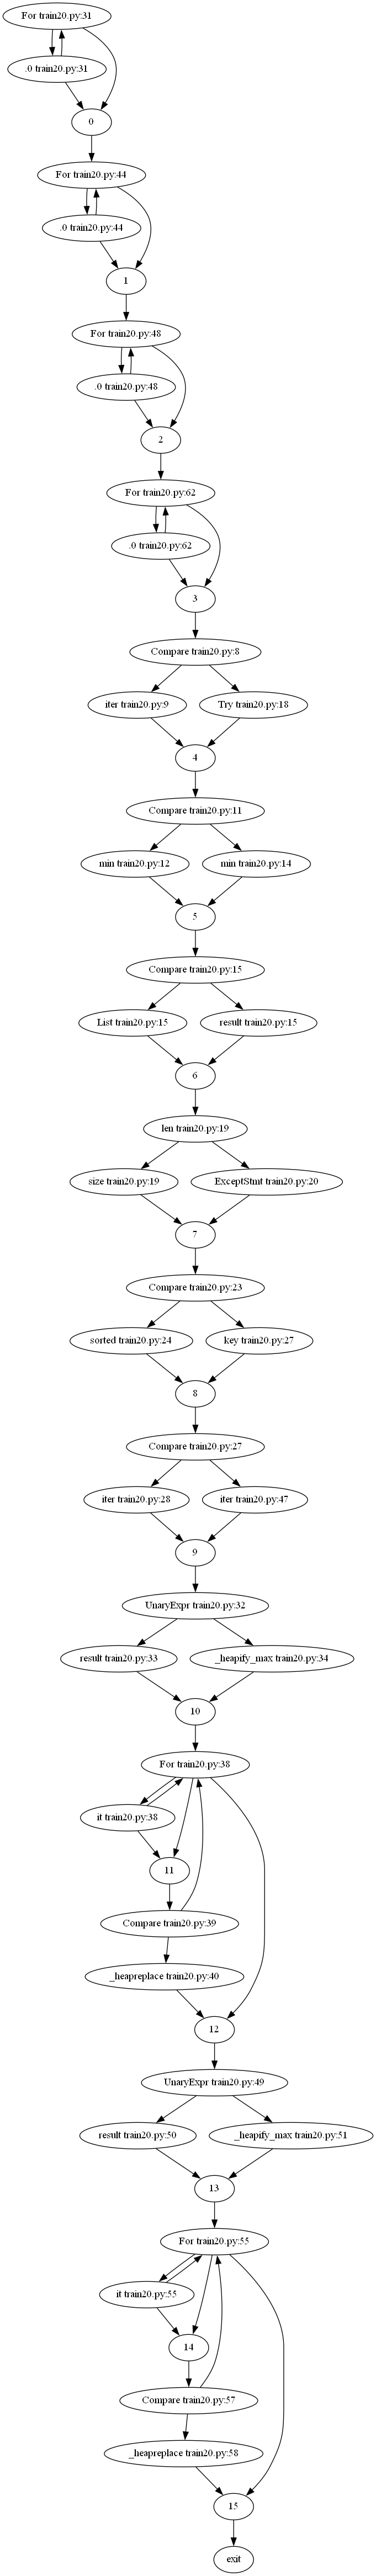 For train20.py:31
.0 train20.py:31
0
For train20.py:44
.0 train20.py:44
1
For train20.py:48
.0 train20.py:48
2
For train20.py:62
.0 train20.py:62
3
Compare train20.py:8
iter train20.py:9
Try train20.py:18
4
Compare train20.py:11
min train20.py:12
min train20.py:14
5
Compare train20.py:15
List train20.py:15
result train20.py:15
6
len train20.py:19
size train20.py:19
ExceptStmt train20.py:20
7
Compare train20.py:23
sorted train20.py:24
key train20.py:27
8
Compare train20.py:27
iter train20.py:28
iter train20.py:47
9
UnaryExpr train20.py:32
result train20.py:33
_heapify_max train20.py:34
10
For train20.py:38
it train20.py:38
11
Compare train20.py:39
_heapreplace train20.py:40
12
UnaryExpr train20.py:49
result train20.py:50
_heapify_max train20.py:51
13
For train20.py:55
it train20.py:55
14
Compare train20.py:57
_heapreplace train20.py:58
15
exit